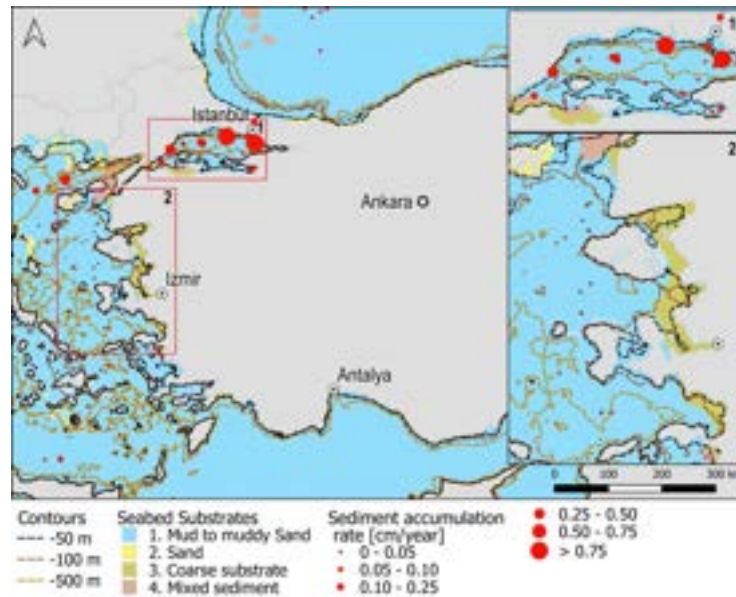 1
Istanbul
1
2
Ankara
2
Izmir
Antalya
0 100 200 300 km
Contours
-50 m
-100 m
-500 m
Seabed Substrates
1. Mud to muddy Sand
2. Sand
3. Coarse substrate
4. Mixed sediment
Sediment accumulation
rate [cm/year]
0 - 0.05
0.05 - 0.10
0.10 - 0.25
0.25 - 0.50
0.50 - 0.75
> 0.75